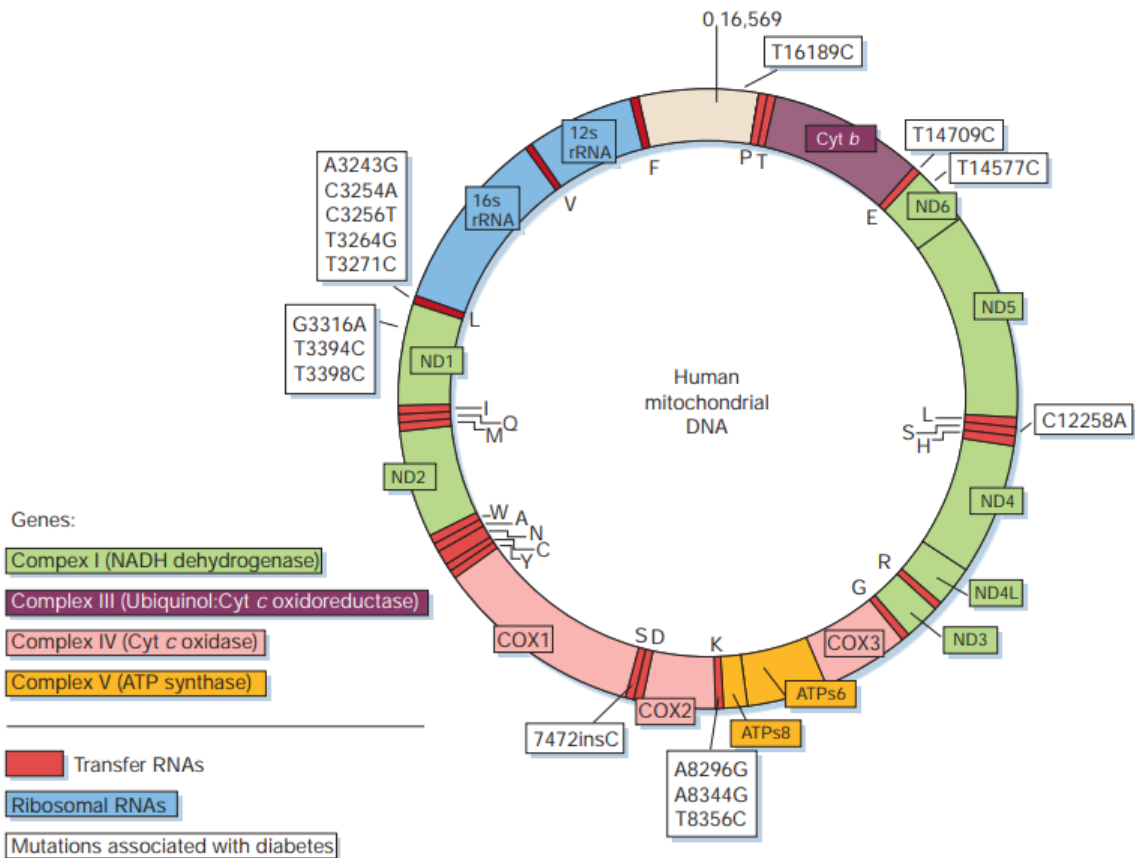 0,16,569
T16189C
12s
rRNA
Cyt b
T14709C
T14577C
A3243G
C3254A
C3256T
T3264G
T3271C
16s
rRNA
F
P
T
V
E
ND6
G3316A
T3394C
T3398C
L
ND1
ND5
Human
mitochondrial
DNA
I
Q
M
L
S
H
C12258A
ND2
ND4
W
A
N
C
Y
Genes:
Compex I (NADH dehydrogenase)
Complex III (Ubiquinol:Cyt c oxidoreductase)
Complex IV (Cyt c oxidase)
Complex V (ATP synthase)
R
G
ND4L
ND3
COX1
S
D
K
COX3
ATPs6
COX2
ATPs8
7472insC
A8296G
A8344G
T8356C
Transfer RNAs
Ribosomal RNAs
Mutations associated with diabetes